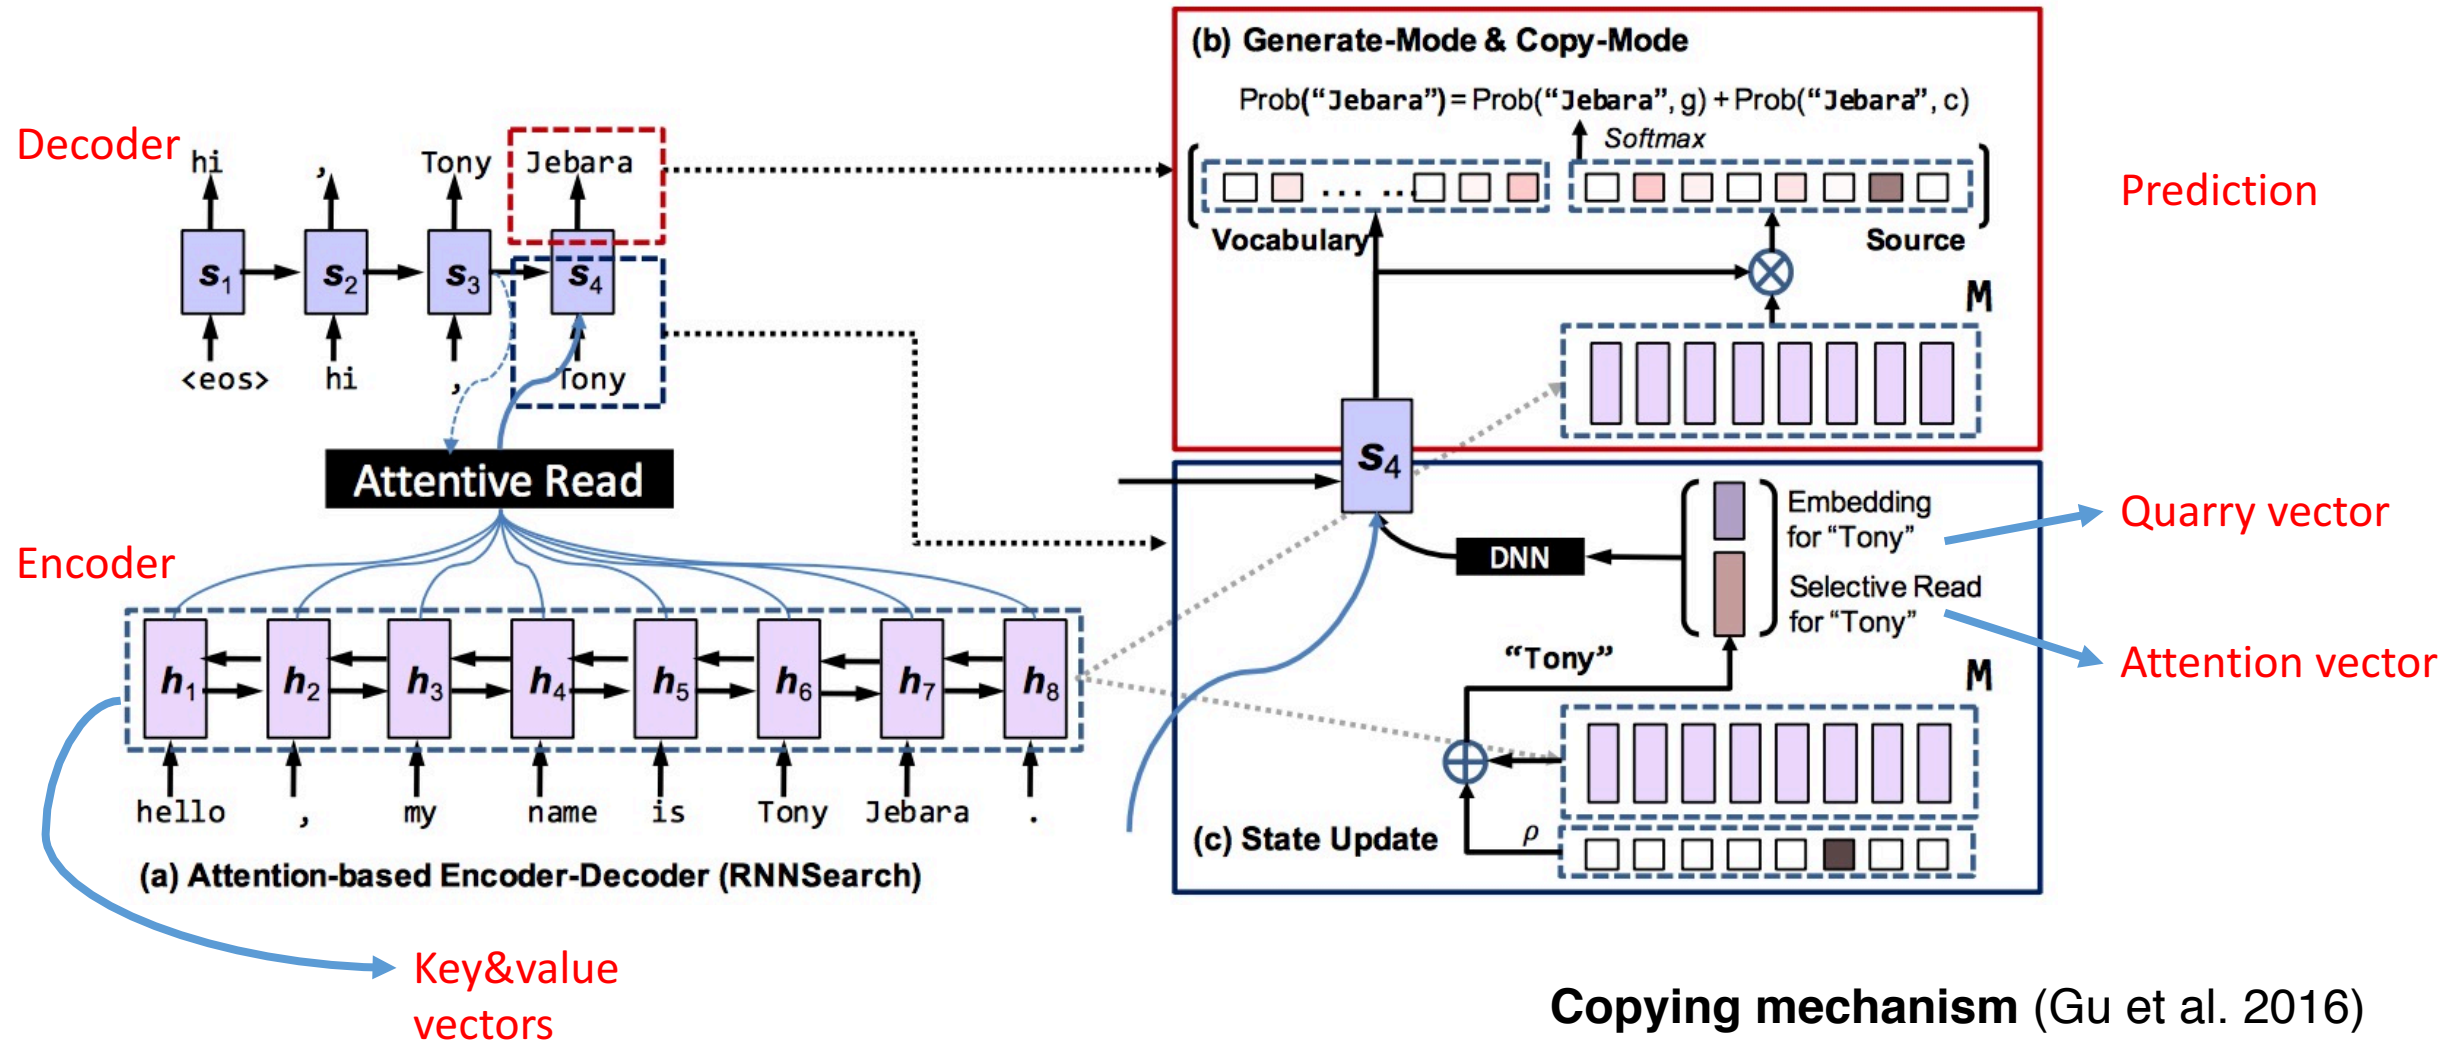 Decoder
hi
,
Tony
Jebara
s1
s2
s3
s4
<eos>
hi
,
Tony
Attentive Read
Encoder
h1
h2
h3
h4
h5
h6
h7
h8
hello
,
my
name
is
Tony
Jebara
.
(a) Attention-based Encoder-Decoder (RNNSearch)
Key&value
vectors
(b) Generate-Mode & Copy-Mode
Prob(“Jebara”) = Prob(“Jebara”, g) + Prob(“Jebara”, c)
Softmax
... ...
Vocabulary
Source
M
Prediction
s4
DNN
Embedding
for “Tony”
Selective Read
for “Tony”
“Tony”
M
ρ
(c) State Update
Quarry vector
Attention vector
Copying mechanism (Gu et al. 2016)